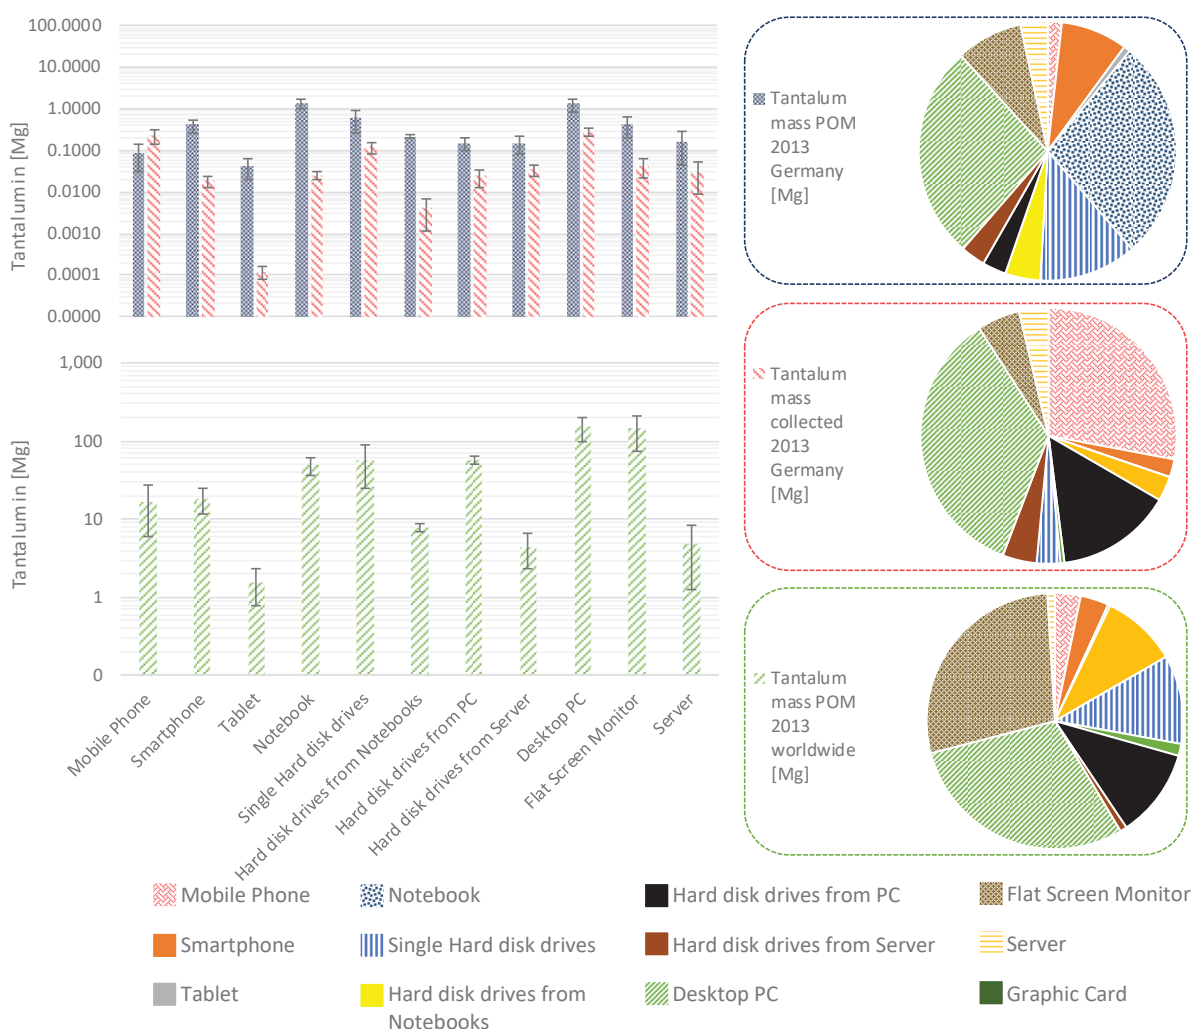 100.0000
10.0000
1.0000
0.1000
0.0100
0.0010
0.0001
0.0000
Tantalum in [Mg]
1,000
100
10
1
0
Tantalum in [Mg]
Mobile Phone
Smartphone
Tablet
Notebook
Single Hard disk drives
Hard disk drives from Notebooks
Hard disk drives from PC
Hard disk drives from Server
Desktop PC
Flat Screen Monitor
Server
Tantalum
mass POM
2013
Germany
[Mg]
Tantalum
mass
collected
2013
Germany
[Mg]
Tantalum
mass POM
2013
worldwide
[Mg]
Mobile Phone
Notebook
Hard disk drives from PC
Flat Screen Monitor
Smartphone
Single Hard disk drives
Hard disk drives from Server
Server
Tablet
Hard disk drives from
Notebooks
Desktop PC
Graphic Card